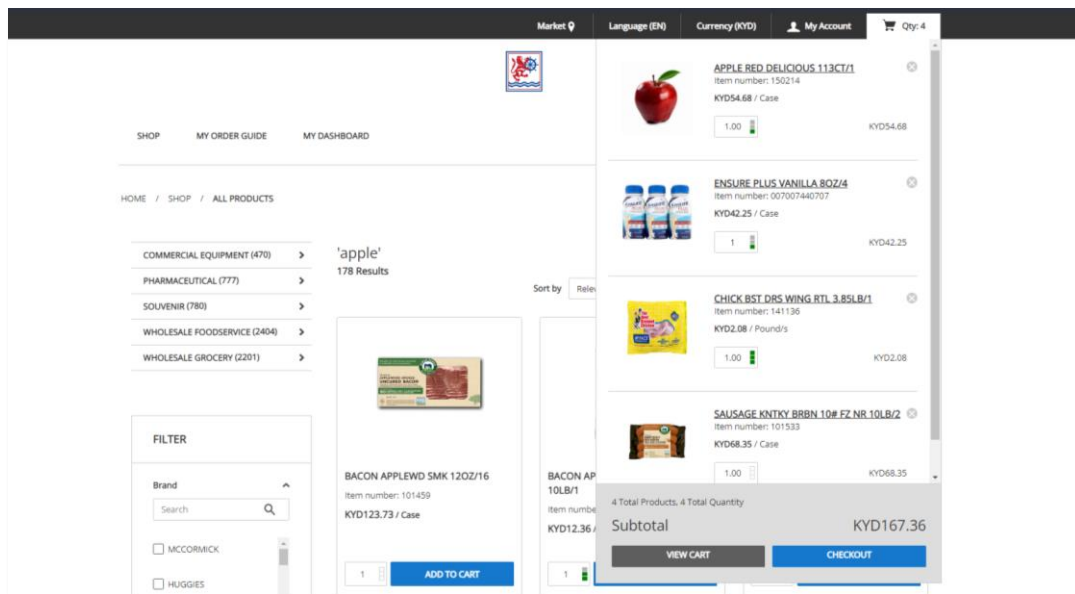 Market
Language (EN)
Currency (KYD)
My Account
Qty: 4
SHOP
MY ORDER GUIDE
MY DASHBOARD
HOME / SHOP / ALL PRODUCTS
COMMERCIAL EQUIPMENT (470)
PHARMACEUTICAL (777)
SOUVENIR (780)
WHOLESALE FOODSERVICE (2404)
WHOLESALE GROCERY (2201)
FILTER
Brand
Search
MCCORMICK
HUGGIES
'apple'
178 Results
Sort by
BACON APPLEWD SMK 12OZ/16
Item number: 101459
KYD123.73 / Case
1
ADD TO CART
BACON AP
10LB/1
Item numbe
KYD12.36 /
1
APPLE RED DELICIOUS 113CT/1
Item number: 150214
KYD54.68 / Case
1.00
KYD54.68
ENSURE PLUS VANILLA 8OZ/4
Item number: 007007440707
KYD42.25 / Case
1
KYD42.25
CHICK BST DRS WING RTL 3.85LB/1
Item number: 141136
KYD2.08 / Pound/s
1.00
KYD2.08
SAUSAGE KNTKY BRBN 10# FZ NR 10LB/2
Item number: 101533
KYD68.35 / Case
1.00
KYD68.35
4 Total Products, 4 Total Quantity
Subtotal
KYD167.36
VIEW CART
CHECKOUT